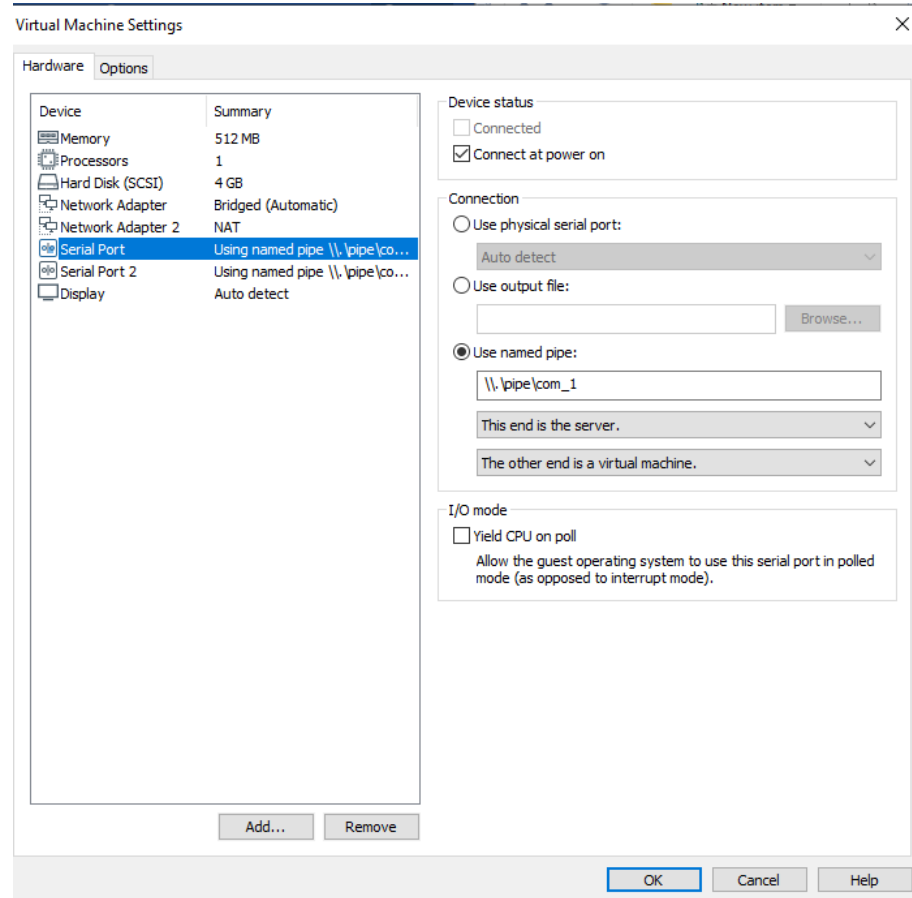 Virtual Machine Settings
Hardware Options
Device Summary
Memory 512 MB
Processors 1
Hard Disk (SCSI) 4 GB
Network Adapter Bridged (Automatic)
Network Adapter 2 NAT
Serial Port Using named pipe \\.\pipe\co...
Serial Port 2 Using named pipe \\.\pipe\co...
Display Auto detect
Add... Remove
Device status
Connected
Connect at power on
Connection
Use physical serial port:
Auto detect
Use output file:
Browse...
Use named pipe:
\\.\pipe\com_1
This end is the server.
The other end is a virtual machine.
I/O mode
Yield CPU on poll
Allow the guest operating system to use this serial port in polled
mode (as opposed to interrupt mode).
OK Cancel Help